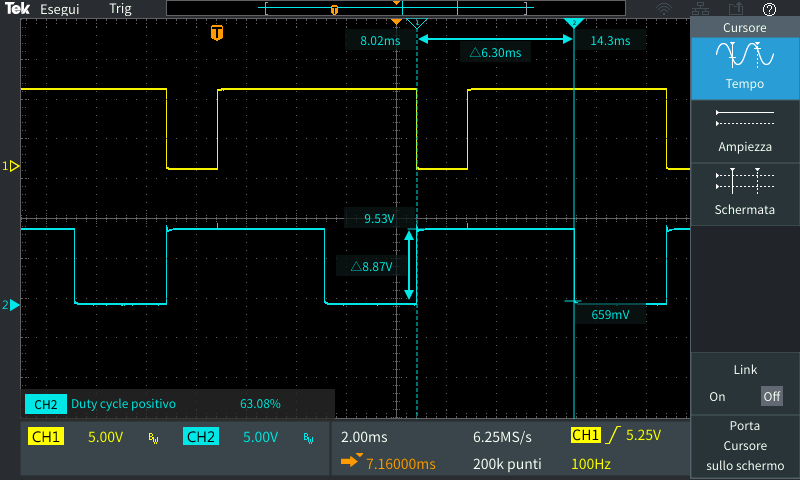 Tek Esegui Trig
T
Cursore
T
1 2
8.02ms 14.3ms
△6.30ms
Tempo
Ampiezza
1
Schermata
9.53V
△8.87V
2
659mV
Link
On Off
CH2 Duty cycle positivo 63.08%
Porta
Cursore
sullo schermo
CH1 5.00V BW CH2 5.00V BW 2.00ms 6.25MS/s CH1 5.25V
7.16000ms 200k punti 100Hz